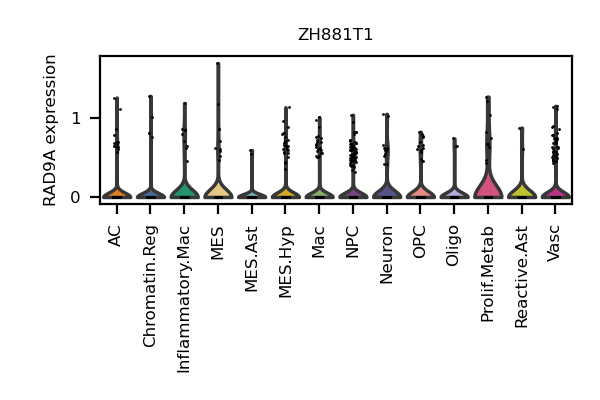 ZH881T1
RAD9A expression
1
0
AC
Chromatin.Reg
Inflammatory.Mac
MES
MES.Ast
MES.Hyp
Mac
NPC
Neuron
OPC
Oligo
Prolif.Metab
Reactive.Ast
Vasc